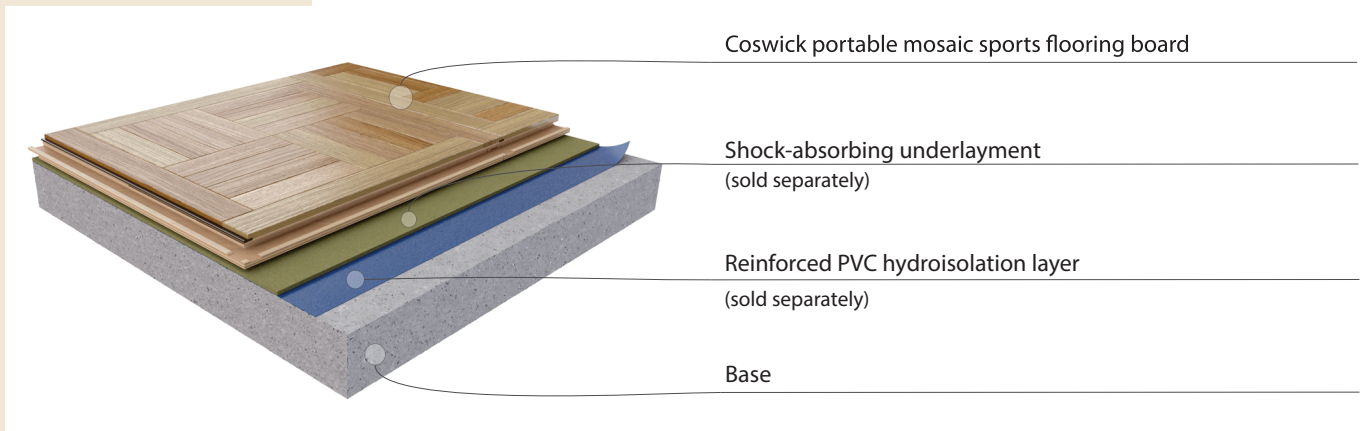 Coswick portable mosaic sports flooring board
Shock-absorbing underlayment
(sold separately)
Reinforced PVC hydroisolation layer
(sold separately)
Base